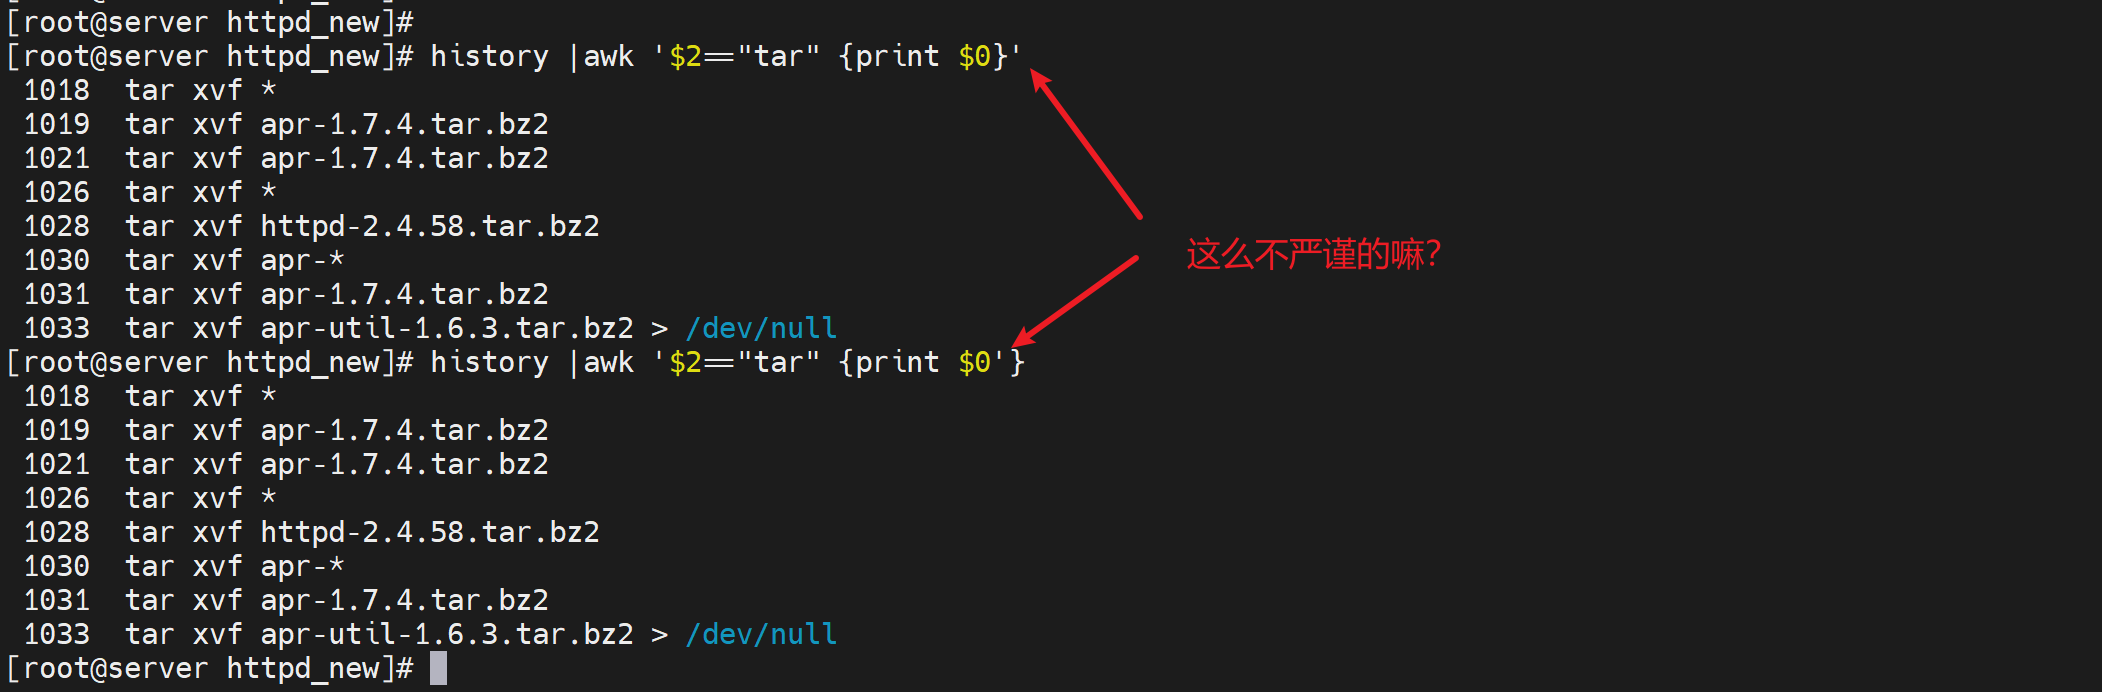 [root@server httpd_new]#
[root@server httpd_new]# history |awk '$2=="tar" {print $0}'
 1018  tar xvf *
 1019  tar xvf apr-1.7.4.tar.bz2
 1021  tar xvf apr-1.7.4.tar.bz2
 1026  tar xvf *
 1028  tar xvf httpd-2.4.58.tar.bz2
 1030  tar xvf apr-*
 1031  tar xvf apr-1.7.4.tar.bz2
 1033  tar xvf apr-util-1.6.3.tar.bz2 > /dev/null
[root@server httpd_new]# history |awk '$2=="tar" {print $0'}
 1018  tar xvf *
 1019  tar xvf apr-1.7.4.tar.bz2
 1021  tar xvf apr-1.7.4.tar.bz2
 1026  tar xvf *
 1028  tar xvf httpd-2.4.58.tar.bz2
 1030  tar xvf apr-*
 1031  tar xvf apr-1.7.4.tar.bz2
 1033  tar xvf apr-util-1.6.3.tar.bz2 > /dev/null
[root@server httpd_new]#
这么不严谨的嘛？